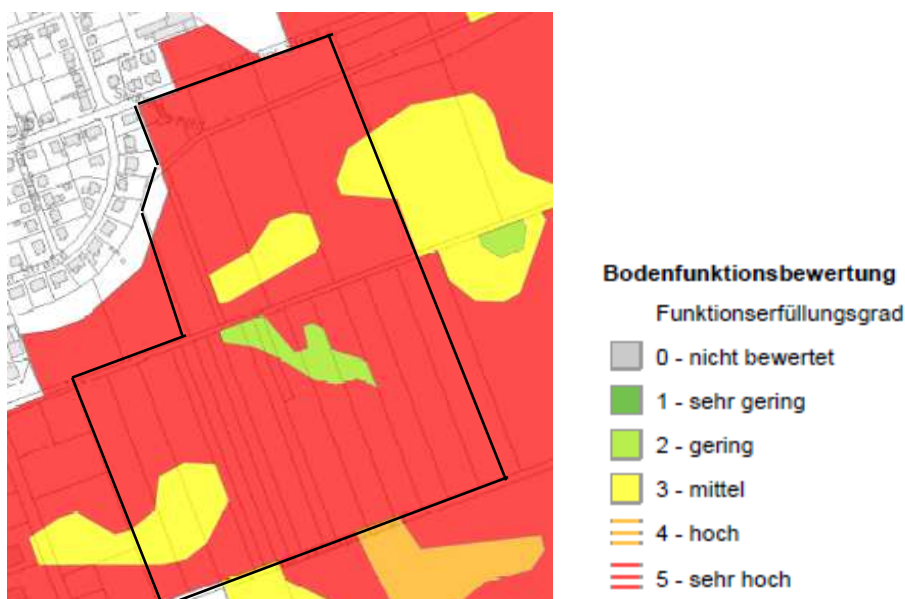 Bodenfunktionsbewertung
Funktionserfüllungsgrad
0 - nicht bewertet
1 - sehr gering
2 - gering
3 - mittel
4 - hoch
5 - sehr hoch